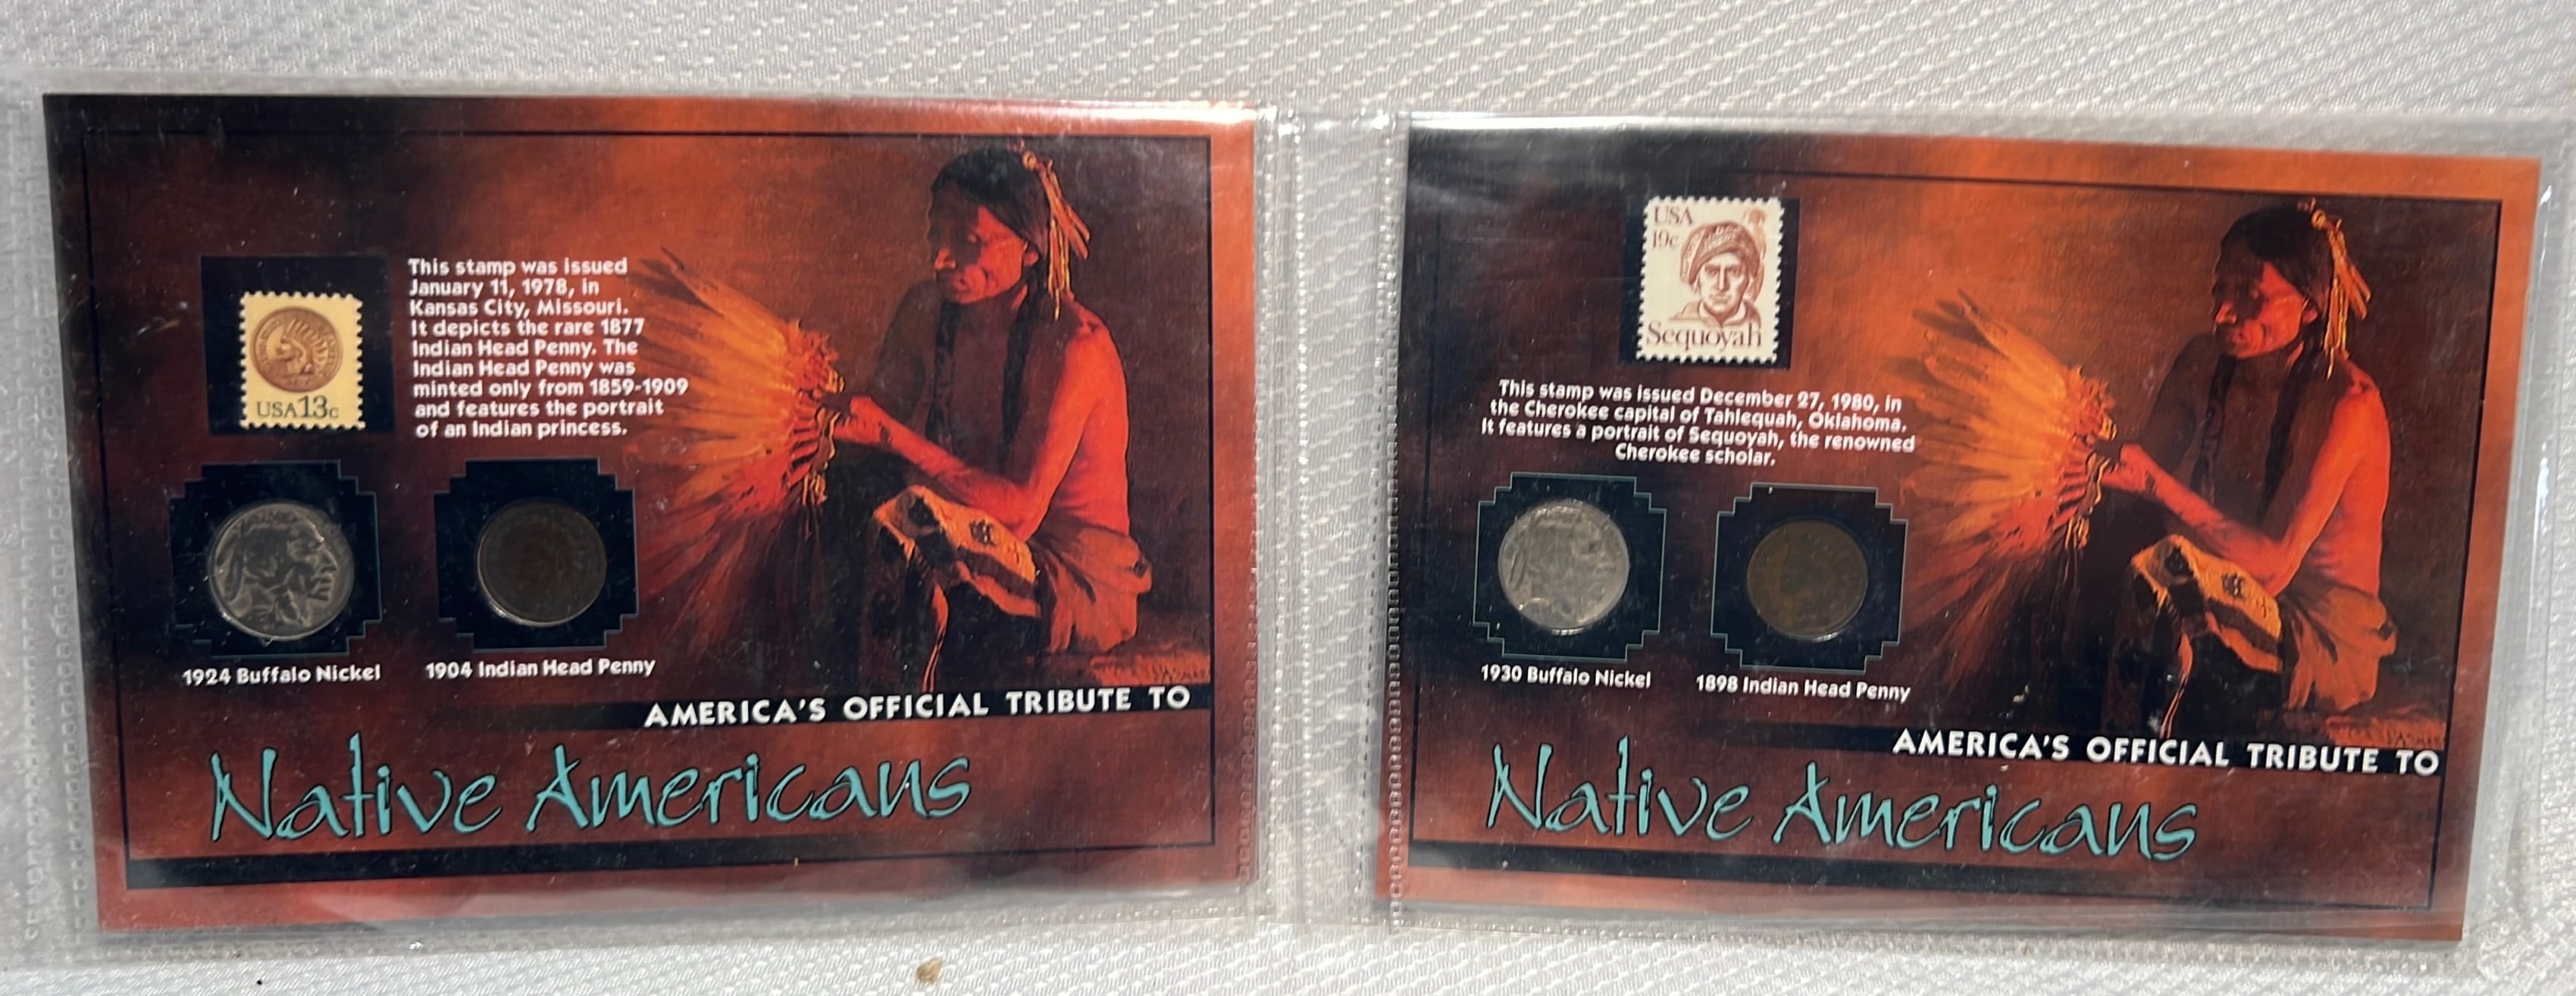 This stamp was issued
January 11, 1978, in
Kansas City, Missouri.
It depicts the rare 1877
Indian Head Penny. The
Indian Head Penny was
minted only from 1859-1909
and features the portrait
of an Indian princess.
USA13c
1924 Buffalo Nickel
1904 Indian Head Penny
AMERICA'S OFFICIAL TRIBUTE TO
Native Americans
USA
19c
Sequoyah
This stamp was issued December 27, 1980, in
the Cherokee capital of Tahlequah, Oklahoma.
It features a portrait of Sequoyah, the renowned
Cherokee scholar.
1930 Buffalo Nickel
1898 Indian Head Penny
AMERICA'S OFFICIAL TRIBUTE TO
Native Americans